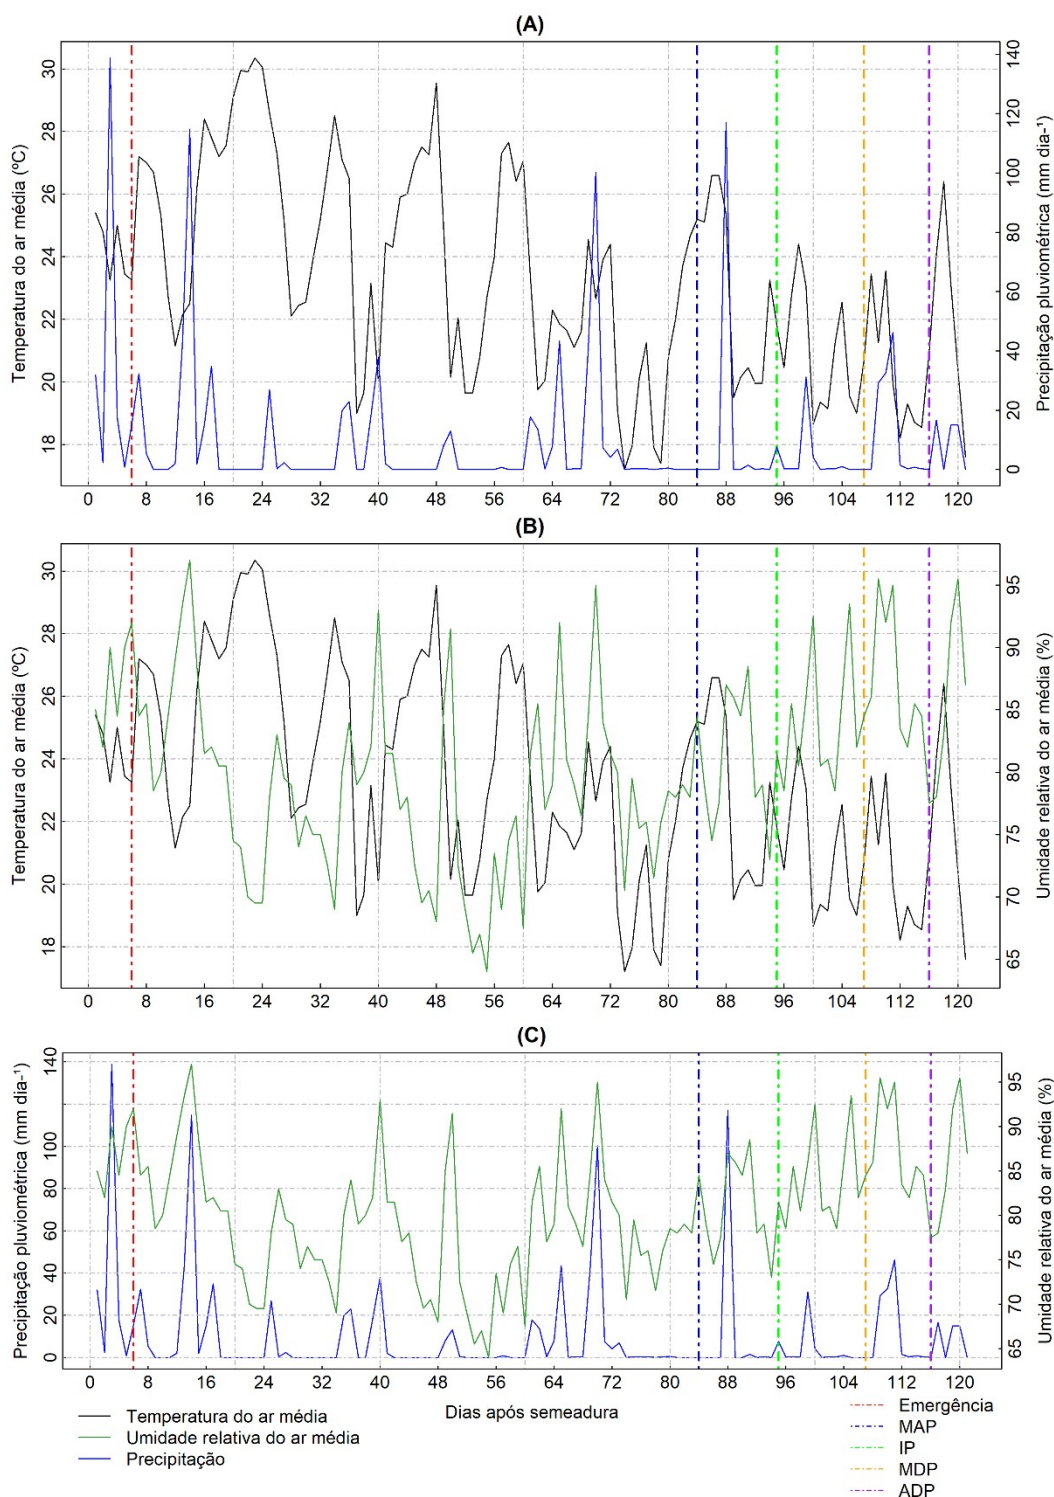 (A)
Temperatura do ar média (ºC)
30
28
26
24
22
20
18
140
120
100
80
60
40
20
0
Precipitação pluviométrica (mm dia-¹)
0 8 16 24 32 40 48 56 64 72 80 88 96 104 112 120
(B)
Temperatura do ar média (ºC)
30
28
26
24
22
20
18
95
90
85
80
75
70
65
Umidade relativa do ar média (%)
0 8 16 24 32 40 48 56 64 72 80 88 96 104 112 120
(C)
Precipitação pluviométrica (mm dia-¹)
140
120
100
80
60
40
20
0
95
90
85
80
75
70
65
Umidade relativa do ar média (%)
0 8 16 24 32 40 48 56 64 72 80 88 96 104 112 120
Dias após semeadura
Temperatura do ar média
Umidade relativa do ar média
Precipitação
Emergência
MAP
IP
MDP
ADP